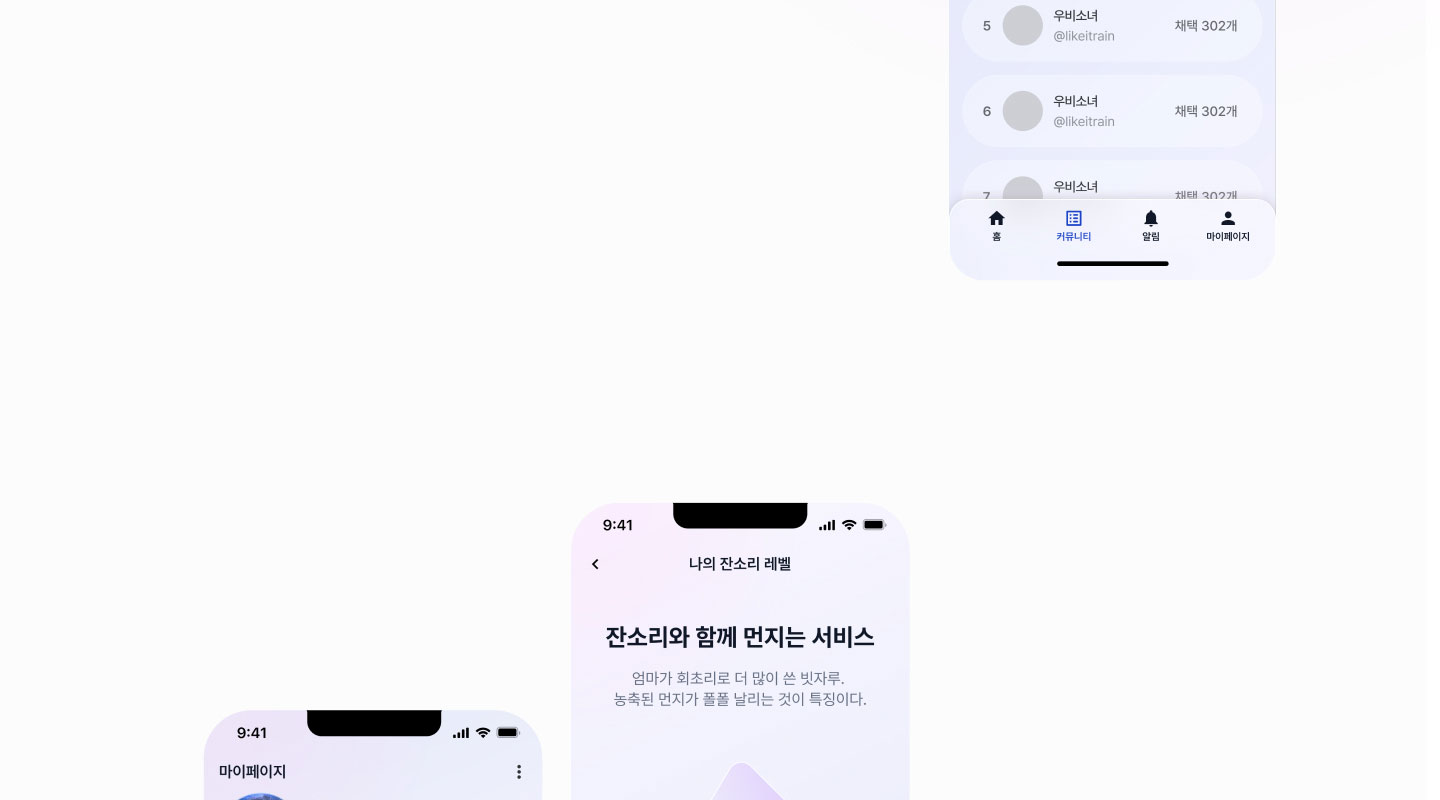 5
우비소녀
@likeitrain
채택 302개
6
우비소녀
@likeitrain
채택 302개
7
우비소녀
채택 302개
홈
커뮤니티
알림
마이페이지
9:41
나의 잔소리 레벨
잔소리와 함께 먼지는 서비스
엄마가 회초리로 더 많이 쓴 빗자루.
농축된 먼지가 폴폴 날리는 것이 특징이다.
9:41
마이페이지